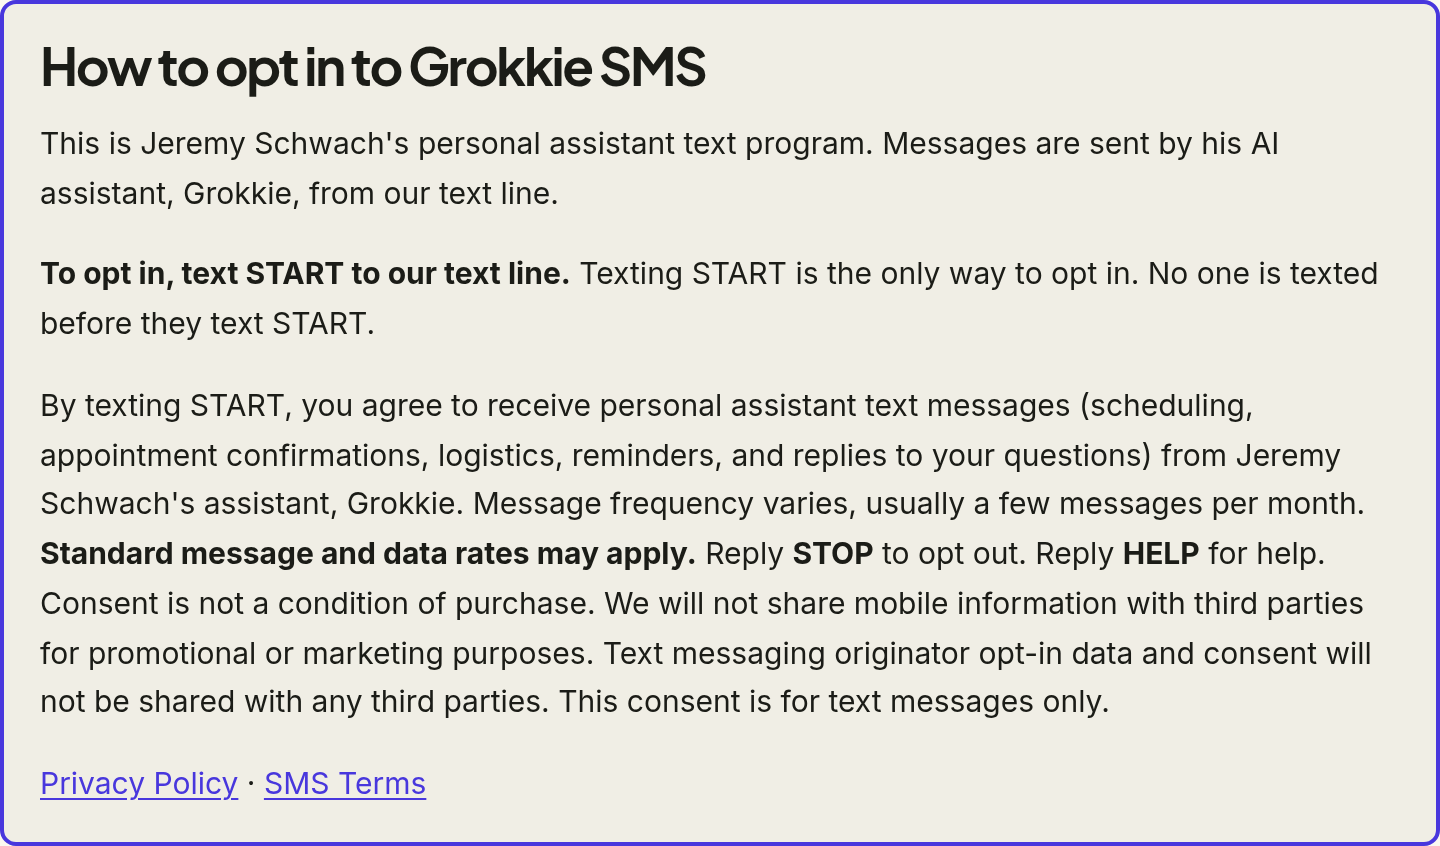 How to opt in to Grokkie SMS
This is Jeremy Schwach's personal assistant text program. Messages are sent by his AI
assistant, Grokkie, from our text line.
To opt in, text START to our text line. Texting START is the only way to opt in. No one is texted
before they text START.
By texting START, you agree to receive personal assistant text messages (scheduling,
appointment confirmations, logistics, reminders, and replies to your questions) from Jeremy
Schwach's assistant, Grokkie. Message frequency varies, usually a few messages per month.
Standard message and data rates may apply. Reply STOP to opt out. Reply HELP for help.
Consent is not a condition of purchase. We will not share mobile information with third parties
for promotional or marketing purposes. Text messaging originator opt-in data and consent will
not be shared with any third parties. This consent is for text messages only.
Privacy Policy · SMS Terms